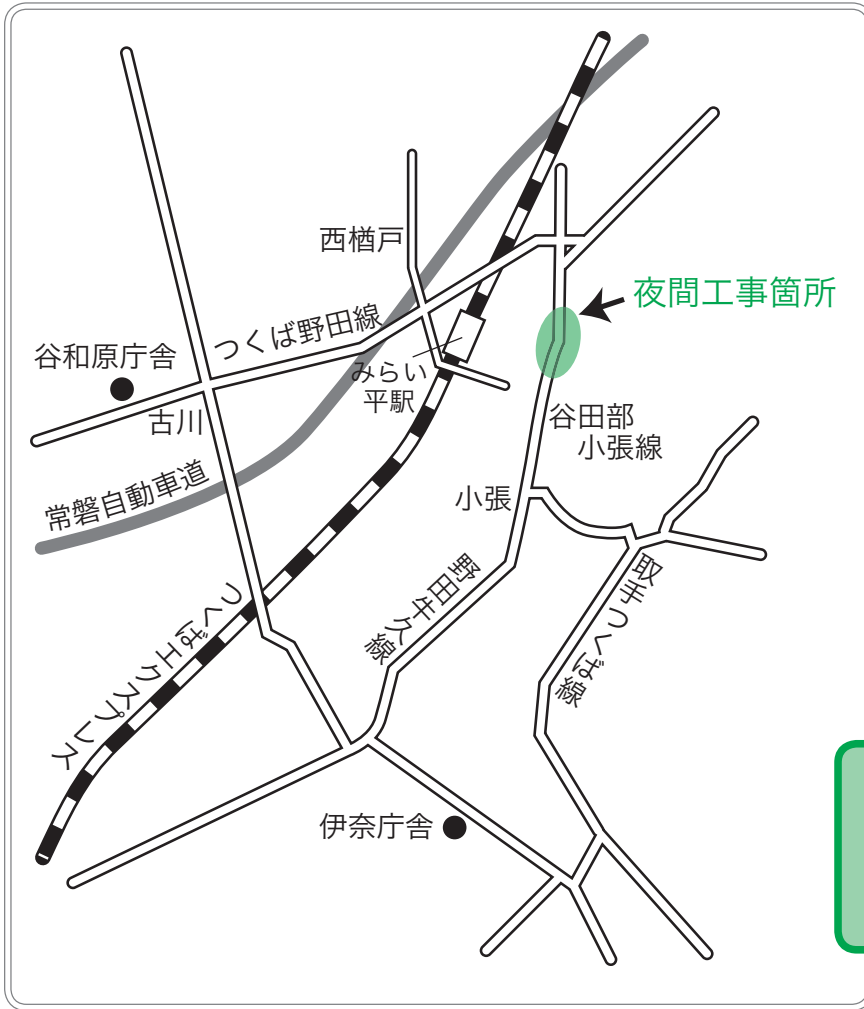 西楢戸
夜間工事箇所
つくば野田線
谷和原庁舎
みらい
平駅
古川
谷田部
小張線
常磐自動車道
小張
野田牛久線
取手つくば線
つくばエクスプレス
伊奈庁舎